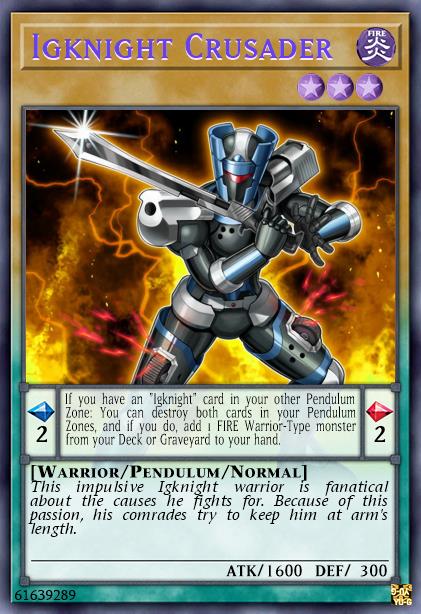 Igknight Crusader
FIRE
炎
If you have an "Igknight" card in your other Pendulum
Zone: You can destroy both cards in your Pendulum
Zones, and if you do, add 1 FIRE Warrior-Type monster
from your Deck or Graveyard to your hand.
2
2
[Warrior/Pendulum/Normal]
This impulsive Igknight warrior is fanatical
about the causes he fights for. Because of this
passion, his comrades try to keep him at arm's
length.
ATK/1600 DEF/ 300
61639289